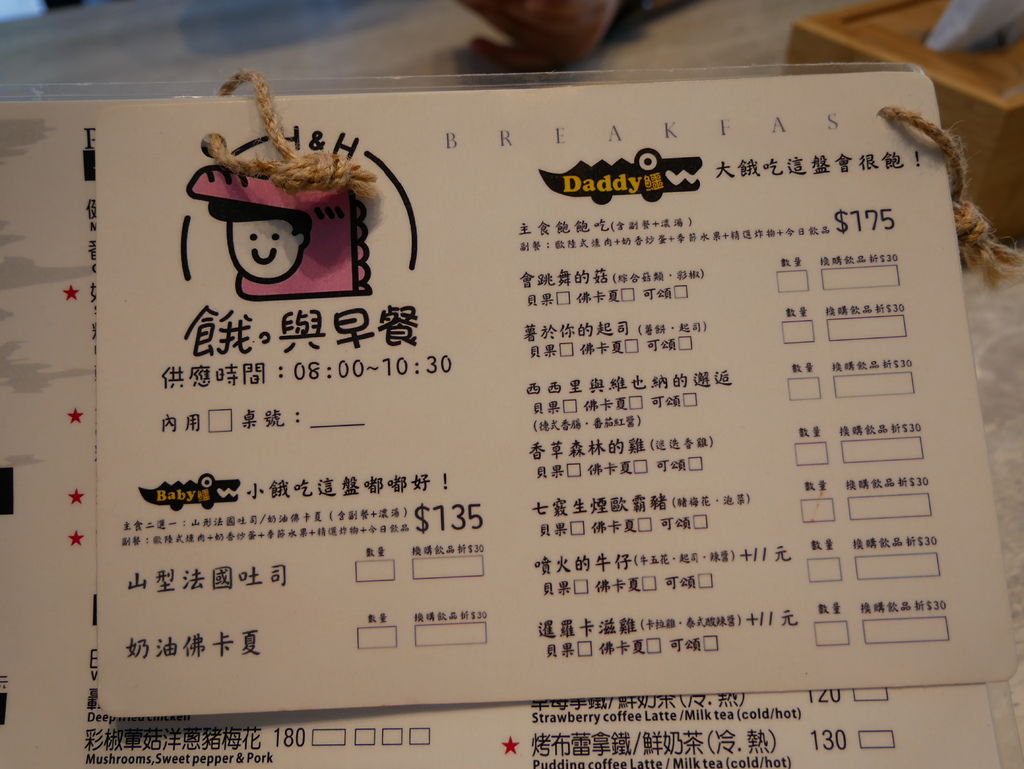 H & H
餓。與早餐
供應時間：08:00~10:30
內用□ 桌號：____
Baby鱷 小餓吃這盤嘟嘟好！
主食二選一：山形法國吐司/奶油佛卡夏（含副餐+濃湯） $135
副餐：歐陸式燻肉+奶香炒蛋+季節水果+精選炸物+今日飲品
數量 換購飲品折$30
山型法國吐司
數量 換購飲品折$30
奶油佛卡夏
BREAKFAS
Daddy鱷 大餓吃這盤會很飽！
主食飽飽吃(含副餐+濃湯) $175
副餐：歐陸式燻肉+奶香炒蛋+季節水果+精選炸物+今日飲品
數量 換購飲品折$30
會跳舞的菇(綜合菇類·彩椒)
貝果□ 佛卡夏□ 可頌□
數量 換購飲品折$30
薯於你的起司(薯餅·起司)
貝果□ 佛卡夏□ 可頌□
數量 換購飲品折$30
西西里與維也納的邂逅
貝果□ 佛卡夏□ 可頌□
(德式香腸·番茄紅醬)
數量 換購飲品折$30
香草森林的雞(迷迭香雞)
貝果□ 佛卡夏□ 可頌□
數量 換購飲品折$30
七竅生煙歐霸豬(豬梅花·泡菜)
貝果□ 佛卡夏□ 可頌□
數量 換購飲品折$30
噴火的牛仔(牛五花·起司·辣醬)+11元
貝果□ 佛卡夏□ 可頌□
數量 換購飲品折$30
暹羅卡滋雞(卡拉雞·泰式酸辣醬)+11元
貝果□ 佛卡夏□ 可頌□
Deep fried chicken
彩椒葷菇洋蔥豬梅花 180
Mushrooms,Sweet pepper & Pork
草莓拿鐵/鮮奶茶(冷.熱) 120
Strawberry coffee Latte / Milk tea (cold/hot)
★ 烤布蕾拿鐵/鮮奶茶(冷.熱) 130
Pudding coffee Latte / Milk tea (cold/hot)